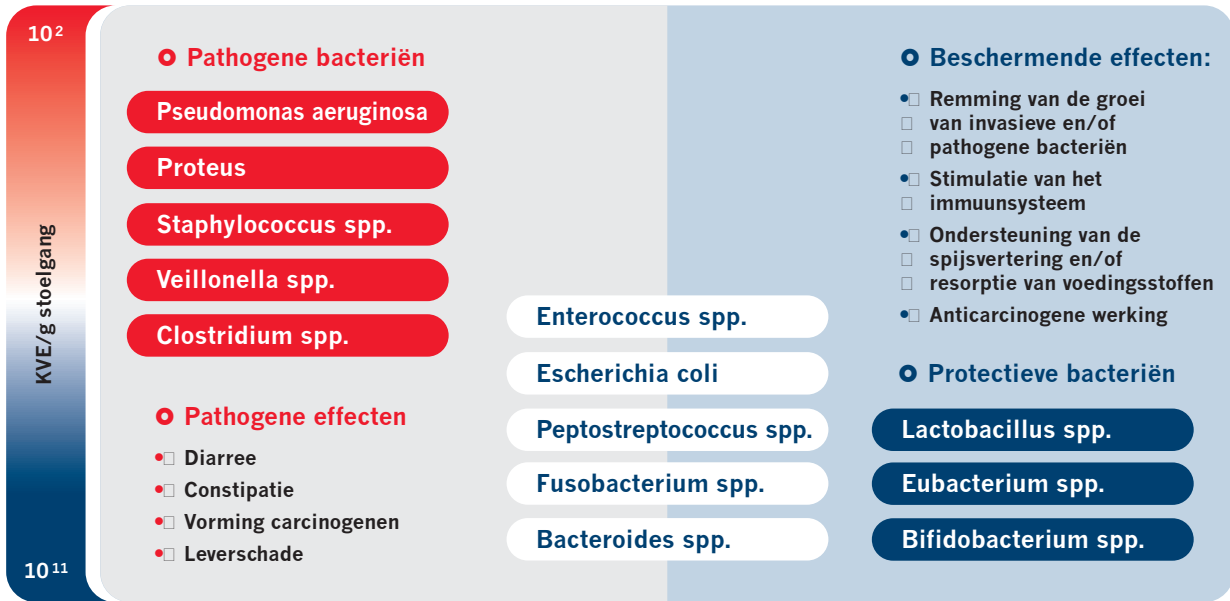 10²
KVE/g stoelgang
10¹¹
Pathogene bacteriën
Pseudomonas aeruginosa
Proteus
Staphylococcus spp.
Veillonella spp.
Clostridium spp.
Pathogene effecten
Diarree
Constipatie
Vorming carcinogenen
Leverschade
Enterococcus spp.
Escherichia coli
Peptostreptococcus spp.
Fusobacterium spp.
Bacteroides spp.
Beschermende effecten:
Remming van de groei
van invasieve en/of
pathogene bacteriën
Stimulatie van het
immuunsysteem
Ondersteuning van de
spijsvertering en/of
resorptie van voedingsstoffen
Anticarcinogene werking
Protectieve bacteriën
Lactobacillus spp.
Eubacterium spp.
Bifidobacterium spp.